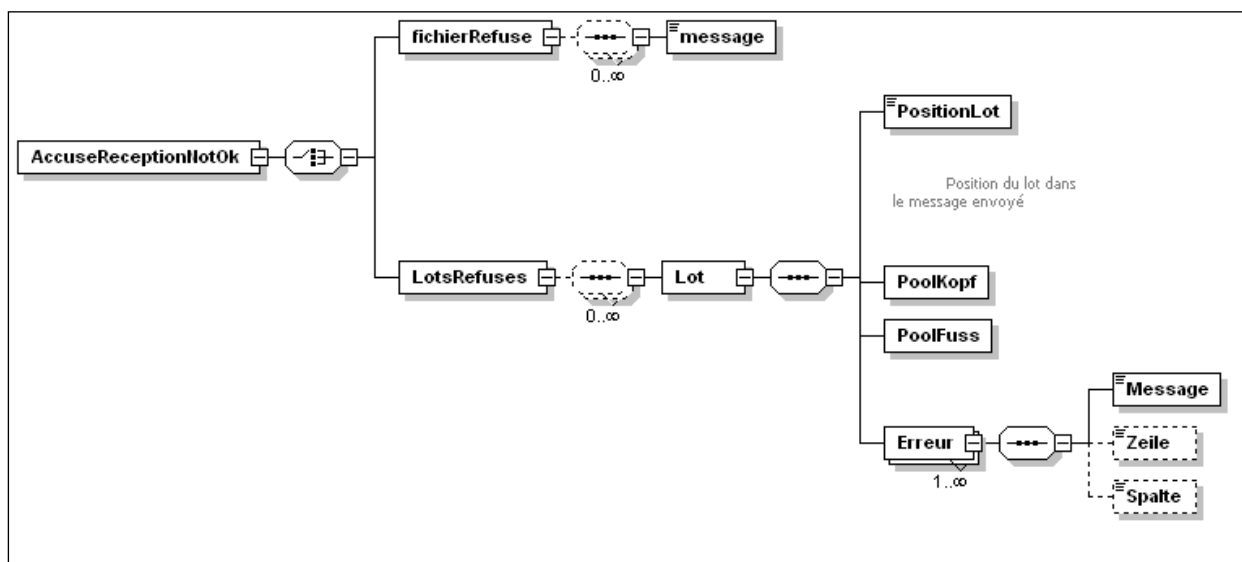 fichierRefuse
message
0..∞
PositionLot
AccuseReceptionNotOk
Position du lot dans
le message envoyé
LotsRefuses
Lot
PoolKopf
0..∞
PoolFuss
Message
Erreur
Zeile
1..∞
Spalte